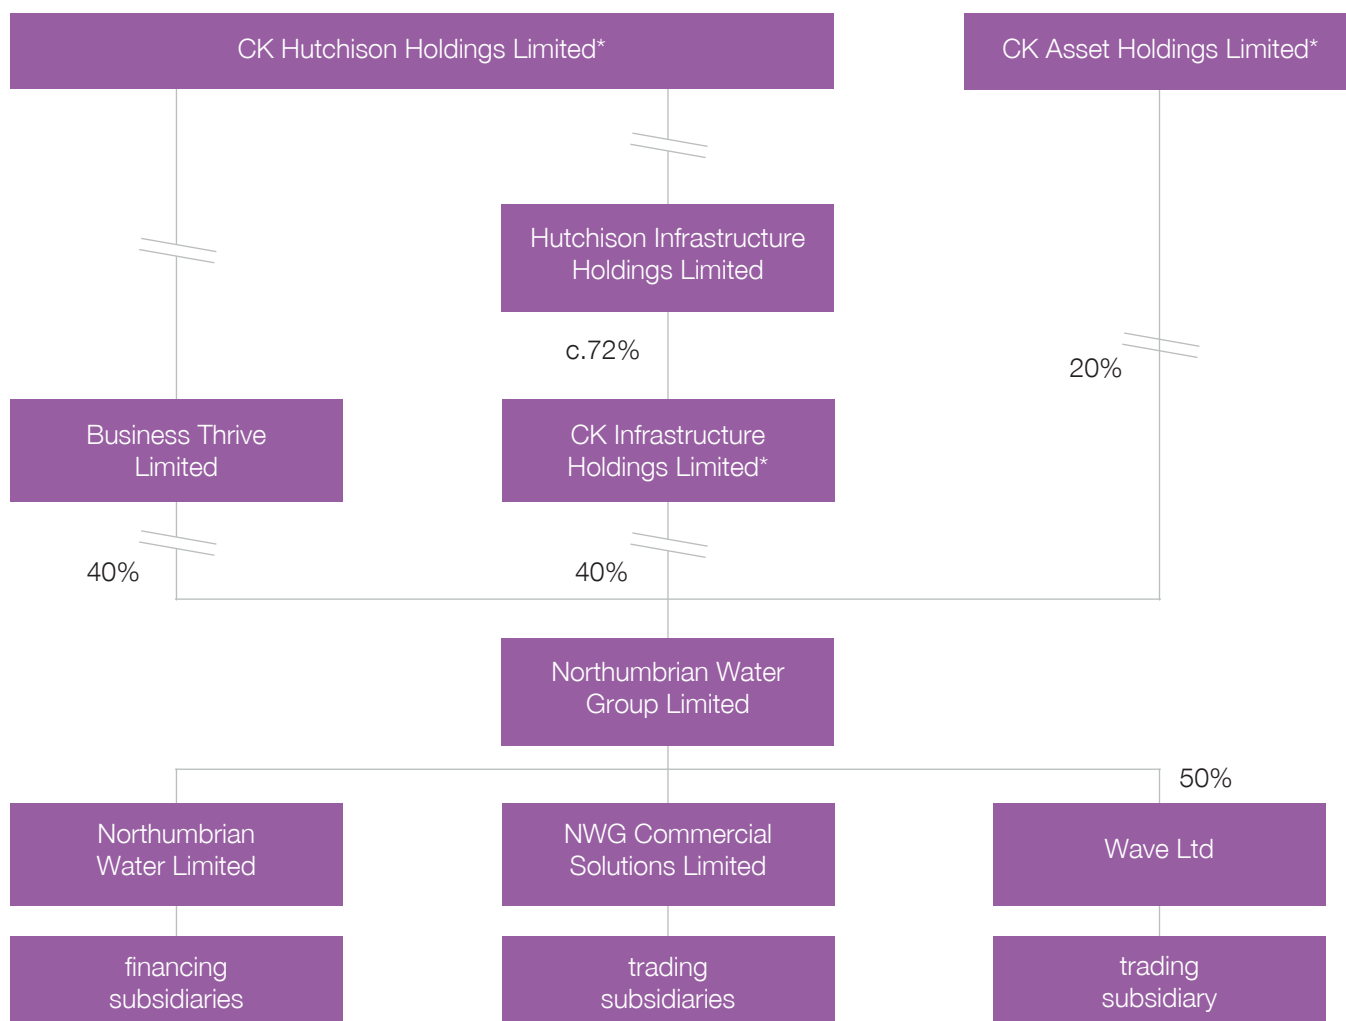 CK Hutchison Holdings Limited*
CK Asset Holdings Limited*
Hutchison Infrastructure
Holdings Limited
c.72%
20%
Business Thrive
Limited
CK Infrastructure
Holdings Limited*
40%
40%
Northumbrian Water
Group Limited
50%
Northumbrian
Water Limited
NWG Commercial
Solutions Limited
Wave Ltd
financing
subsidiaries
trading
subsidiaries
trading
subsidiary